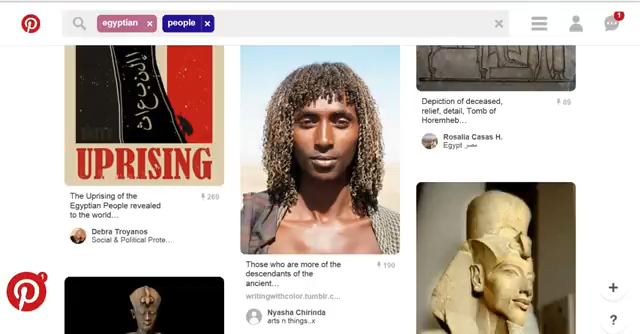 egyptian × people ×
×
1
الانبعاث
UPRISING
The Uprising of the
Egyptian People revealed
to the world...
269
Debra Troyanos
Social & Political Prote...
Those who are more of the
descendants of the
ancient...
190
writingwithcolor.tumblr.c...
Nyasha Chirinda
arts n things..x
Depiction of deceased,
relief, detail, Tomb of
Horemheb...
89
Rosalia Casas H.
Egypt مصر
1
+
?